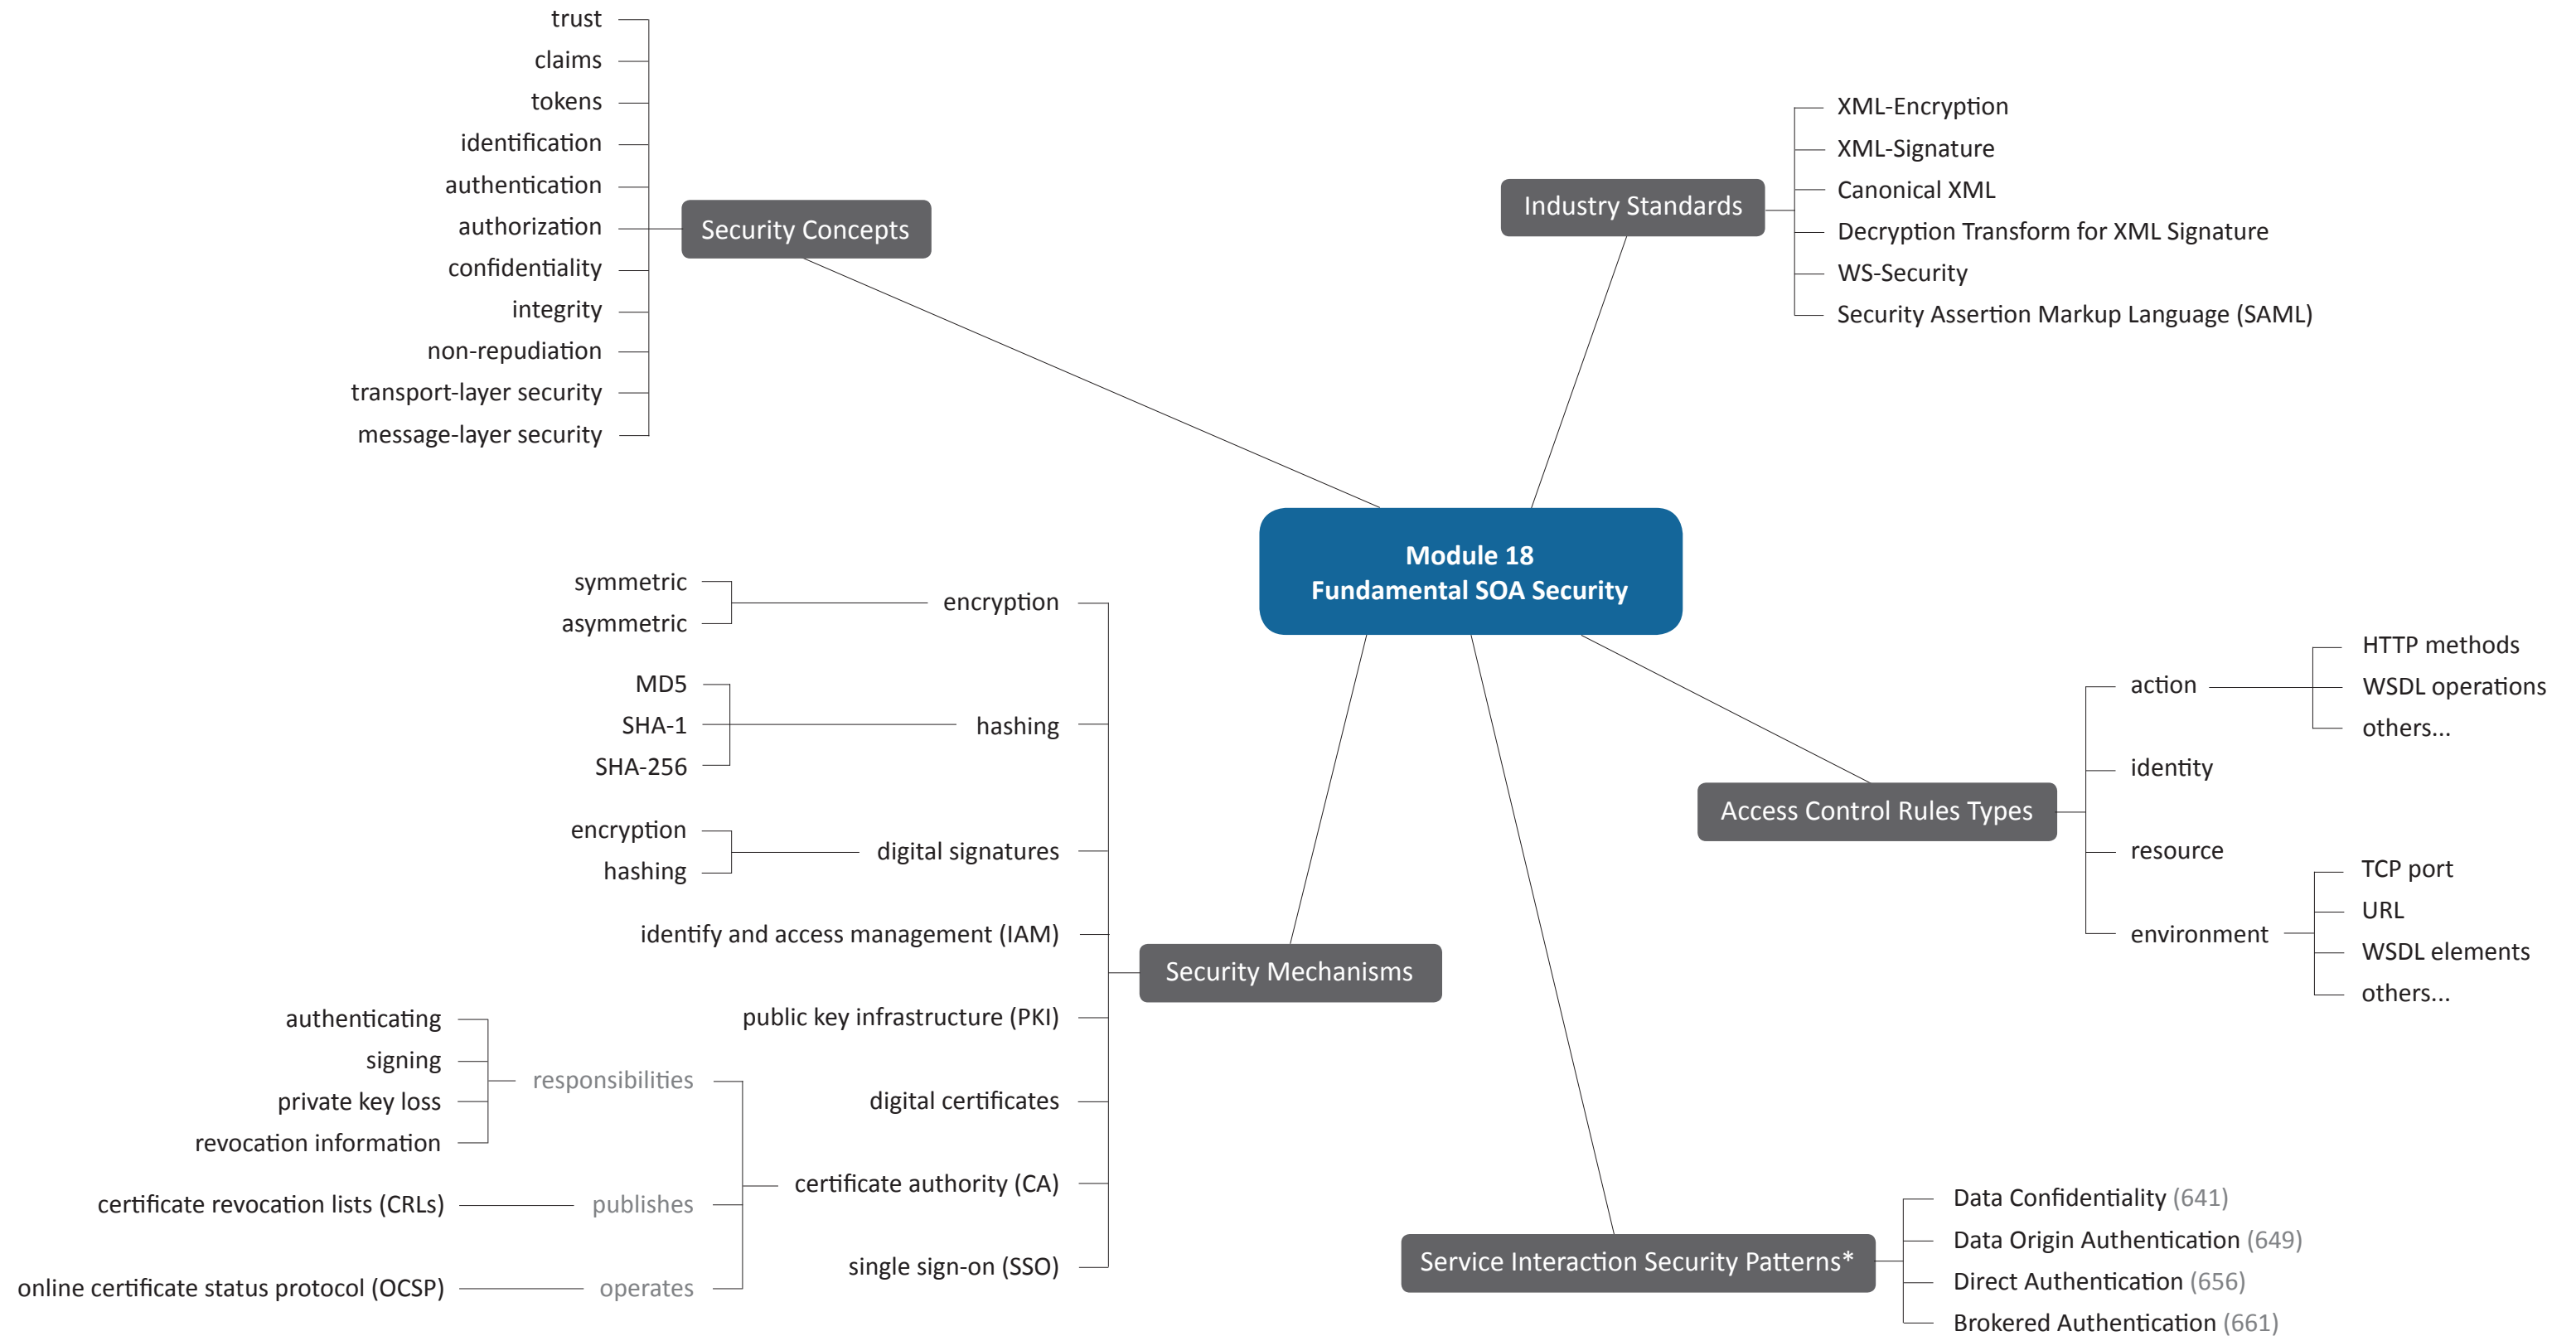 trust
claims
tokens
identification
authentication
authorization
confidentiality
integrity
non-repudiation
transport-layer security
message-layer security
Security Concepts
Industry Standards
XML-Encryption
XML-Signature
Canonical XML
Decryption Transform for XML Signature
WS-Security
Security Assertion Markup Language (SAML)
Module 18
Fundamental SOA Security
symmetric
asymmetric
encryption
MD5
SHA-1
SHA-256
hashing
encryption
hashing
digital signatures
identify and access management (IAM)
public key infrastructure (PKI)
digital certificates
authenticating
signing
private key loss
revocation information
responsibilities
certificate revocation lists (CRLs)
publishes
online certificate status protocol (OCSP)
operates
certificate authority (CA)
single sign-on (SSO)
Security Mechanisms
Access Control Rules Types
action
HTTP methods
WSDL operations
others...
identity
resource
environment
TCP port
URL
WSDL elements
others...
Service Interaction Security Patterns*
Data Confidentiality (641)
Data Origin Authentication (649)
Direct Authentication (656)
Brokered Authentication (661)